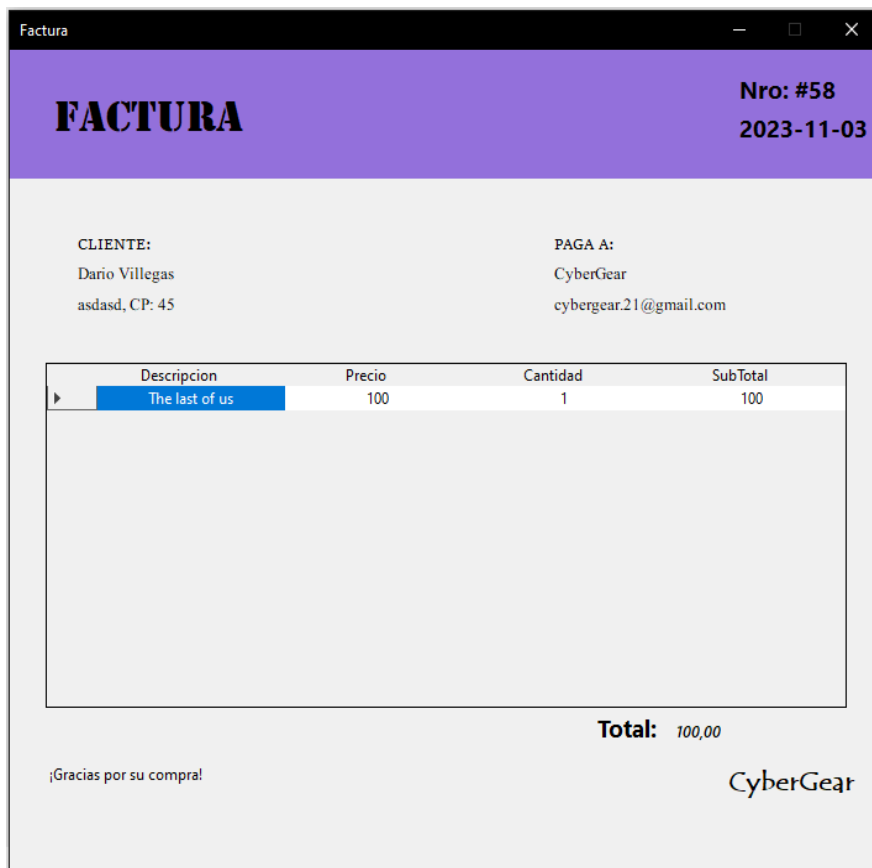 Factura
FACTURA
Nro: #58
2023-11-03
CLIENTE:
Dario Villegas
asdasd, CP: 45
PAGA A:
CyberGear
cybergear.21@gmail.com
Descripcion Precio Cantidad SubTotal
The last of us 100 1 100
Total: 100,00
¡Gracias por su compra!
CyberGear